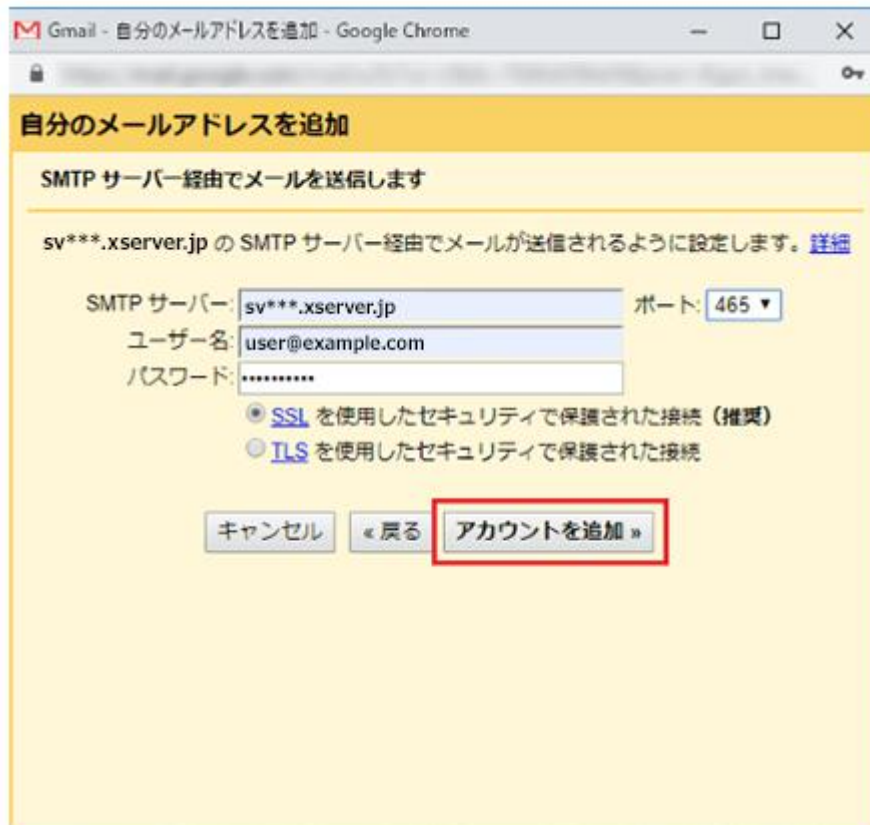 Gmail - 自分のメールアドレスを追加 - Google Chrome
自分のメールアドレスを追加
SMTP サーバー経由でメールを送信します
sv***.xserver.jp の SMTP サーバー経由でメールが送信されるように設定します。詳細
SMTP サーバー: sv***.xserver.jp ポート: 465
ユーザー名: user@example.com
パスワード: ••••••••••
SSL を使用したセキュリティで保護された接続（推奨）
TLS を使用したセキュリティで保護された接続
キャンセル « 戻る アカウントを追加 »